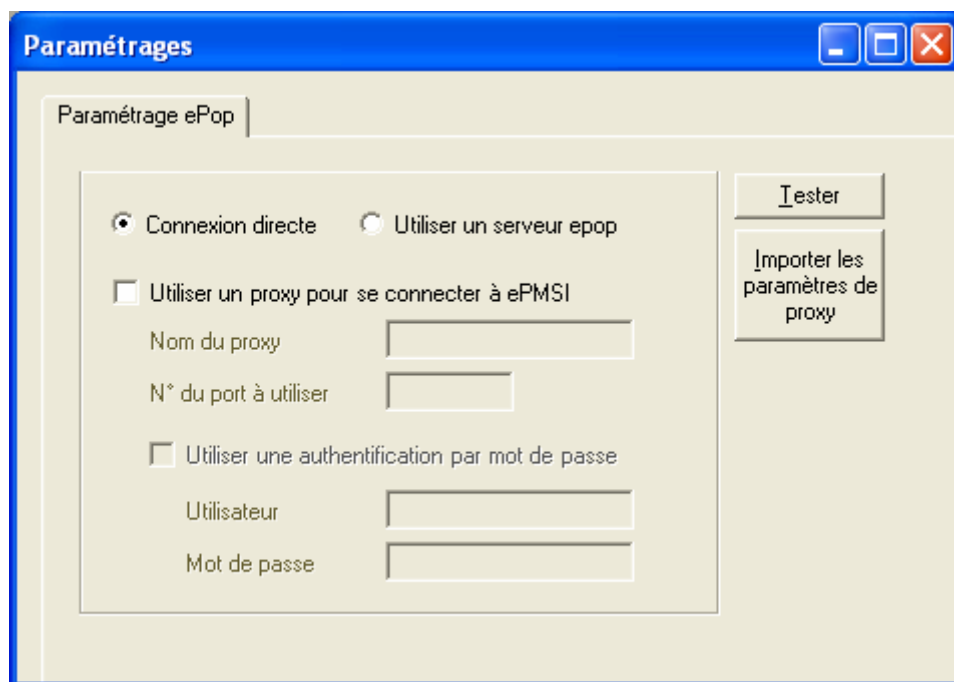 Paramétrages
Paramétrage ePop
Connexion directe
Utiliser un serveur epop
Utiliser un proxy pour se connecter à ePMSI
Nom du proxy
N° du port à utiliser
Utiliser une authentification par mot de passe
Utilisateur
Mot de passe
Tester
Importer les
paramètres de
proxy